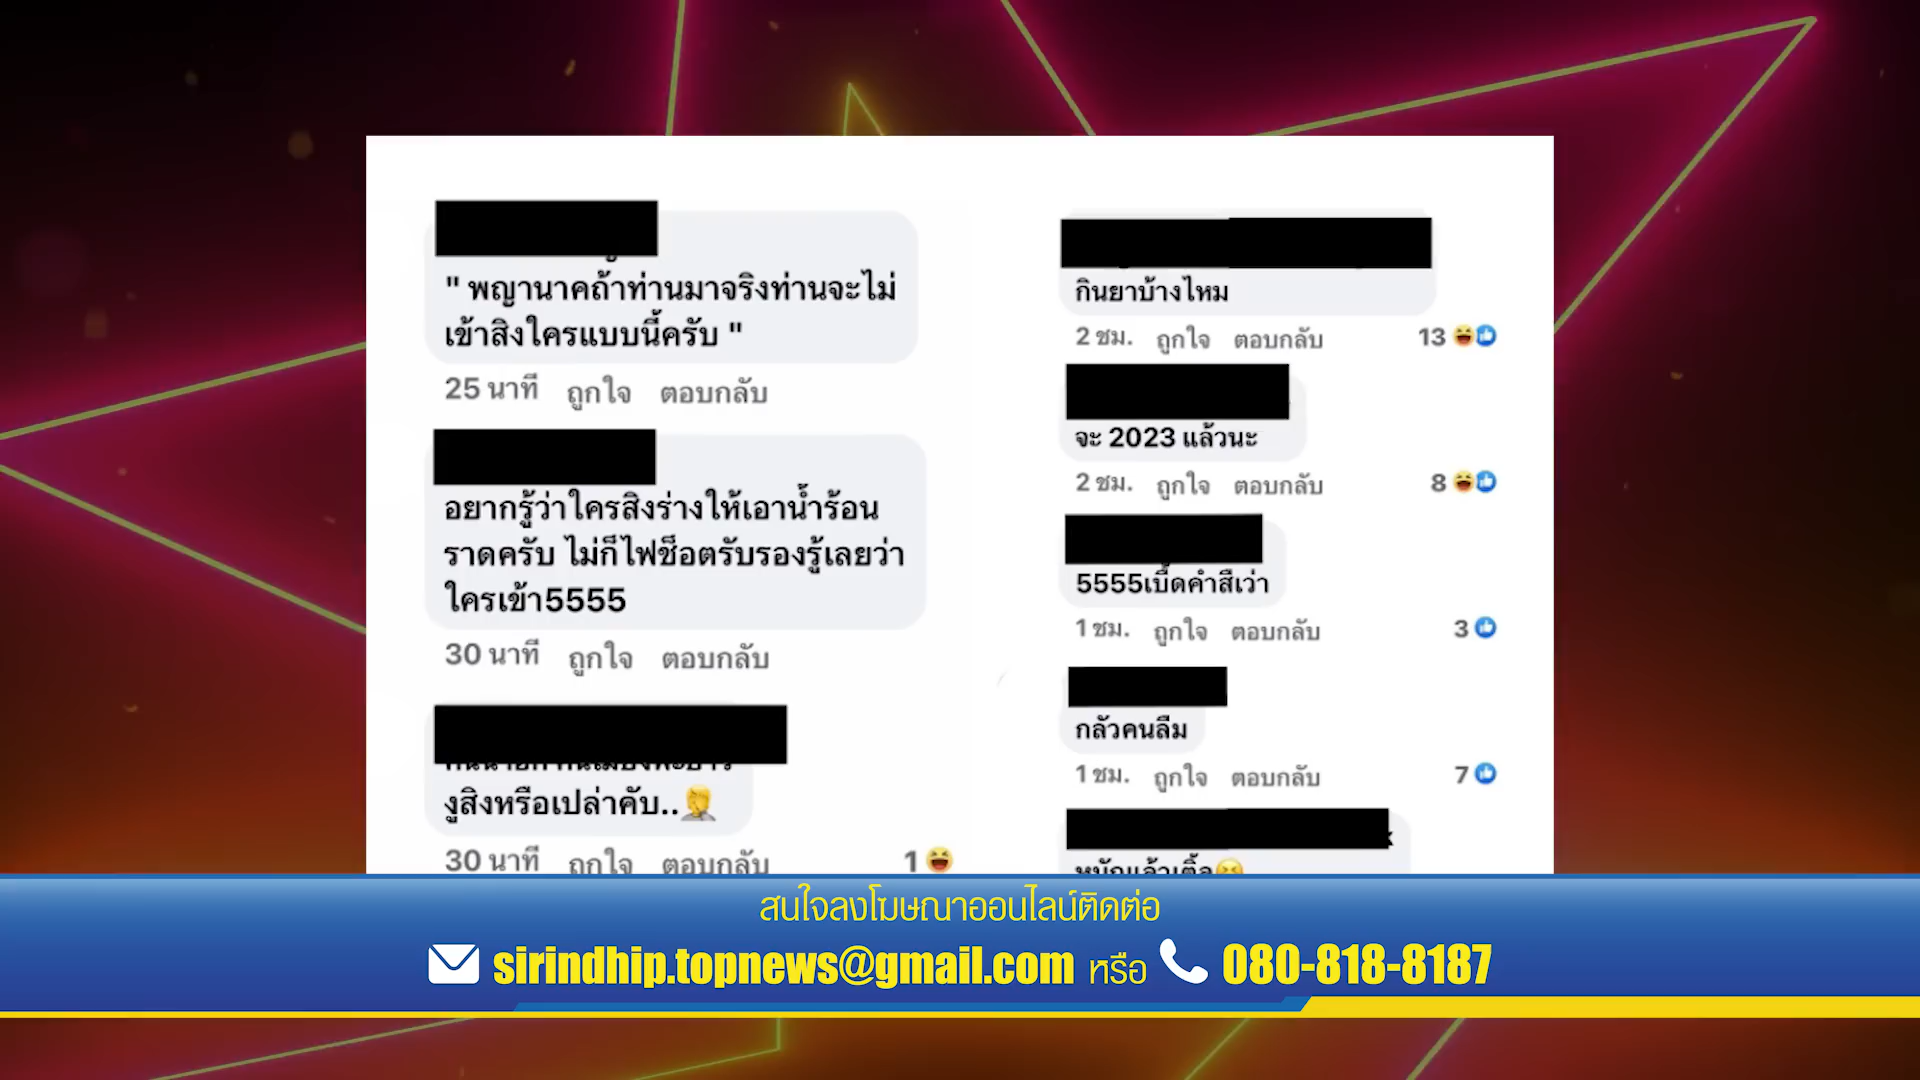 " พญานาคถ้าท่านมาจริงท่านจะไม่
เข้าสิงใครแบบนี้ครับ "
25 นาที ถูกใจ ตอบกลับ
อยากรู้ว่าใครสิงร่างให้เอาน้ำร้อน
ราดครับ ไม่ก็ไฟช็อตรับรองรู้เลยว่า
ใครเข้า5555
30 นาที ถูกใจ ตอบกลับ
งูสิงหรือเปล่าคับ..🤦
30 นาที ถูกใจ ตอบกลับ 1
กินยาบ้างไหม
2 ชม. ถูกใจ ตอบกลับ 13
จะ 2023 แล้วนะ
2 ชม. ถูกใจ ตอบกลับ 8
5555เบิ้ดคำสิเว่า
1 ชม. ถูกใจ ตอบกลับ 3
กลัวคนลืม
1 ชม. ถูกใจ ตอบกลับ 7
สนใจลงโฆษณาออนไลน์ติดต่อ
sirindhip.topnews@gmail.com หรือ 080-818-8187